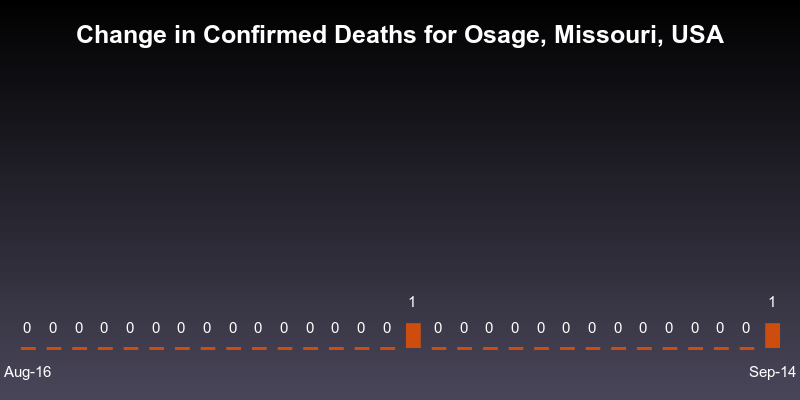 Change in Confirmed Deaths for Osage, Missouri, USA
1 1
0 0 0 0 0 0 0 0 0 0 0 0 0 0 0 0 0 0 0 0 0 0 0 0 0 0 0 0
Aug-16 Sep-14